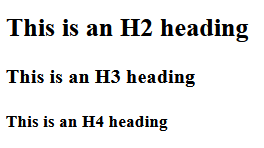 This is an H2 heading
This is an H3 heading
This is an H4 heading